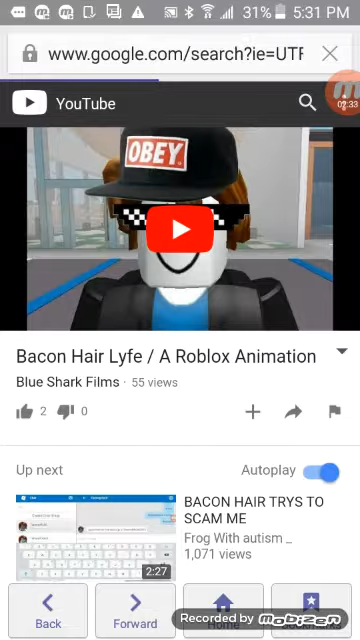 31% 5:31 PM
www.google.com/search?ie=UTF
02:33
YouTube
OBEY
Bacon Hair Lyfe / A Roblox Animation
Blue Shark Films · 55 views
2 0
Up next Autoplay
BACON HAIR TRYS TO
SCAM ME
Frog With autism _
1,071 views
2:27
Back Forward Home
Recorded by mobizen